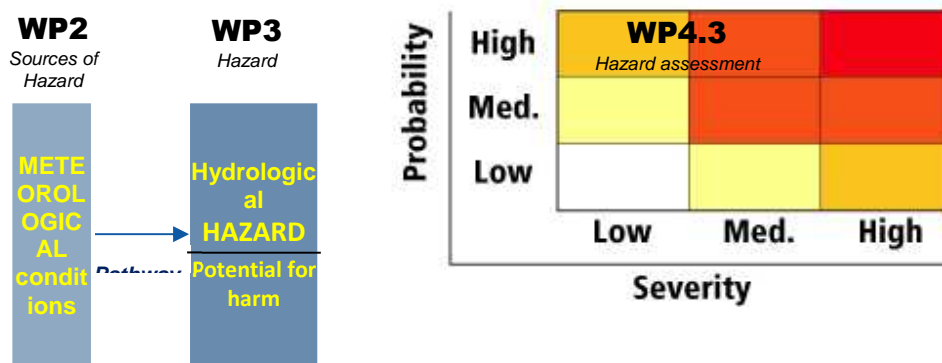 WP2
Sources of
Hazard
METE
OROL
OGIC
AL
condit
ions
Pathway
WP3
Hazard
Hydrologic
al
HAZARD
Potential for
harm
WP4.3
Hazard assessment
Probability
High
Med.
Low
Low Med. High
Severity